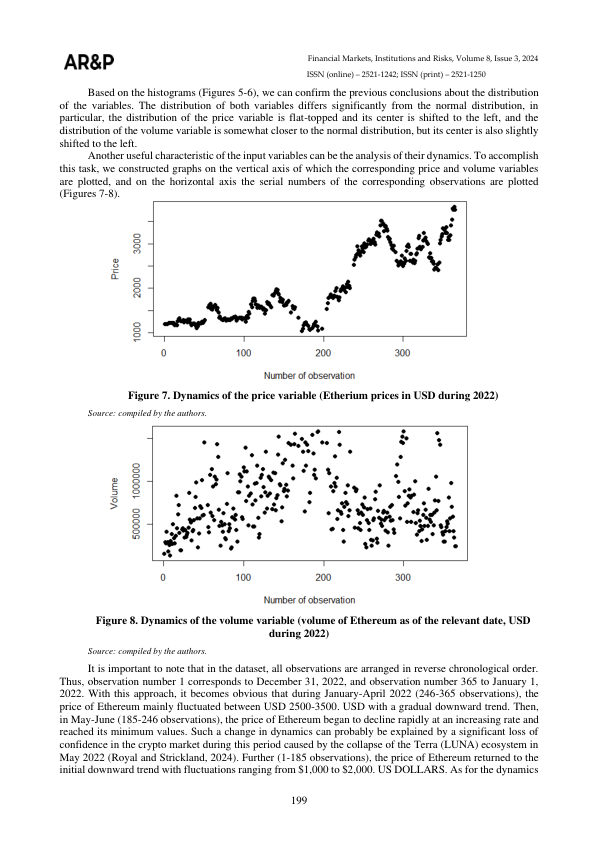 AR&P
Financial Markets, Institutions and Risks, Volume 8, Issue 3, 2024
ISSN (online) – 2521-1242; ISSN (print) – 2521-1250
Based on the histograms (Figures 5-6), we can confirm the previous conclusions about the distribution
of the variables. The distribution of both variables differs significantly from the normal distribution, in
particular, the distribution of the price variable is flat-topped and its center is shifted to the left, and the
distribution of the volume variable is somewhat closer to the normal distribution, but its center is also slightly
shifted to the left.
Another useful characteristic of the input variables can be the analysis of their dynamics. To accomplish
this task, we constructed graphs on the vertical axis of which the corresponding price and volume variables
are plotted, and on the horizontal axis the serial numbers of the corresponding observations are plotted
(Figures 7-8).
Price
3000
2000
1000
0 100 200 300
Number of observation
Figure 7. Dynamics of the price variable (Etherium prices in USD during 2022)
Source: compiled by the authors.
Volume
1000000
500000
0 100 200 300
Number of observation
Figure 8. Dynamics of the volume variable (volume of Ethereum as of the relevant date, USD
during 2022)
Source: compiled by the authors.
It is important to note that in the dataset, all observations are arranged in reverse chronological order.
Thus, observation number 1 corresponds to December 31, 2022, and observation number 365 to January 1,
2022. With this approach, it becomes obvious that during January-April 2022 (246-365 observations), the
price of Ethereum mainly fluctuated between USD 2500-3500. USD with a gradual downward trend. Then,
in May-June (185-246 observations), the price of Ethereum began to decline rapidly at an increasing rate and
reached its minimum values. Such a change in dynamics can probably be explained by a significant loss of
confidence in the crypto market during this period caused by the collapse of the Terra (LUNA) ecosystem in
May 2022 (Royal and Strickland, 2024). Further (1-185 observations), the price of Ethereum returned to the
initial downward trend with fluctuations ranging from $1,000 to $2,000. US DOLLARS. As for the dynamics
199